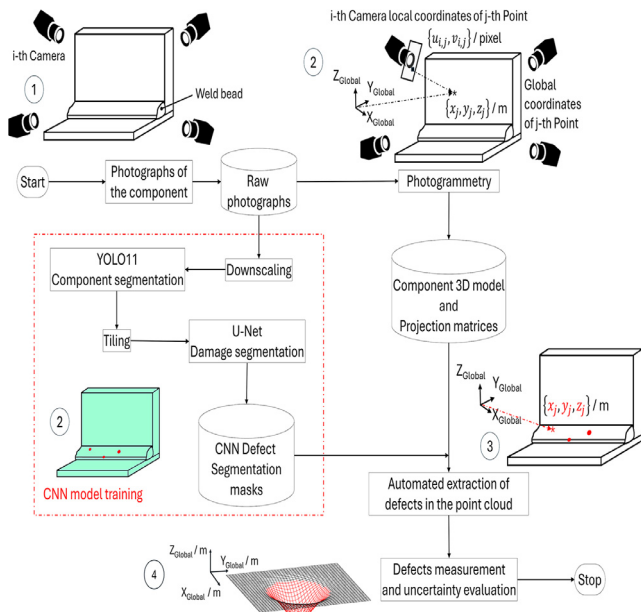 i-th Camera
1
Weld bead
i-th Camera local coordinates of j-th Point
{u_{i,j}, v_{i,j}} / pixel
2
Z_Global
Y_Global
X_Global
{x_j, y_j, z_j} / m
Global
coordinates
of j-th Point
Start
Photographs of
the component
Raw
photographs
Photogrammetry
YOLO11
Component segmentation
Downscaling
Tiling
U-Net
Damage segmentation
Component 3D model
and
Projection matrices
2
CNN model training
CNN Defect
Segmentation
masks
Z_Global
Y_Global
X_Global
{x_j, y_j, z_j} / m
3
Automated extraction of
defects in the point cloud
4
Z_Global / m
Y_Global / m
X_Global / m
Defects measurement
and uncertainty evaluation
Stop